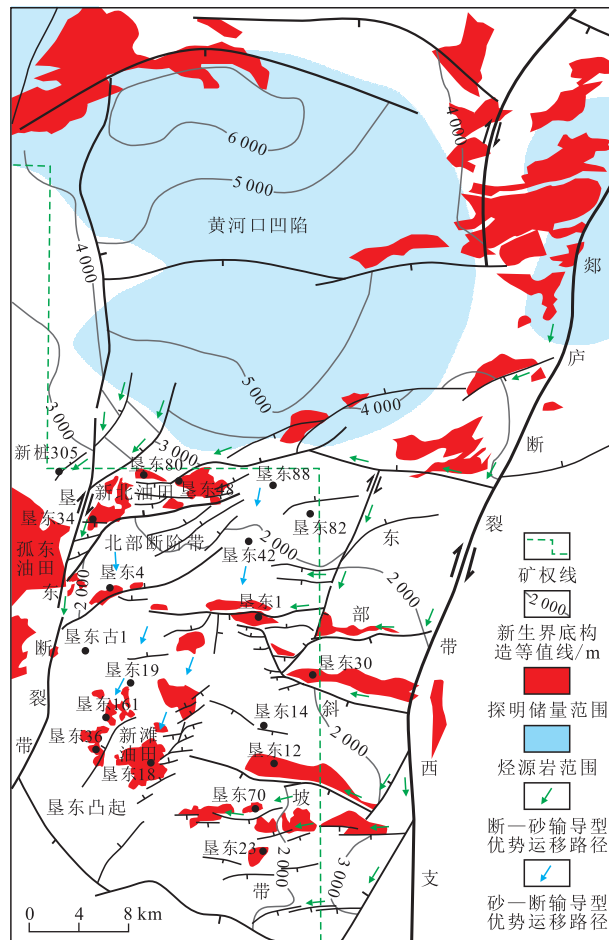 6 000
5 000
4 000
黄河口凹陷
4 000
郯
庐
5 000
4 000
3 000
3 000
断
新桩305
垦东80
垦东48
垦东88
垦
新北油田
垦东34
垦东82
裂
孤东
油田
北部断阶带
垦东42
2 000
东
东
2 000
垦东4
2 000
垦东1
部
带
断
垦东古1
垦东19
垦东30
裂
垦东161
斜
垦东14
2 000
垦东36
新滩
油田
垦东12
西
带
垦东18
垦东凸起
垦东70
坡
垦东23
2 000
3 000
带
支
0 4 8 km
矿权线
2 000
新生界底构
造等值线/m
探明储量范围
烃源岩范围
断—砂输导型
优势运移路径
砂—断输导型
优势运移路径